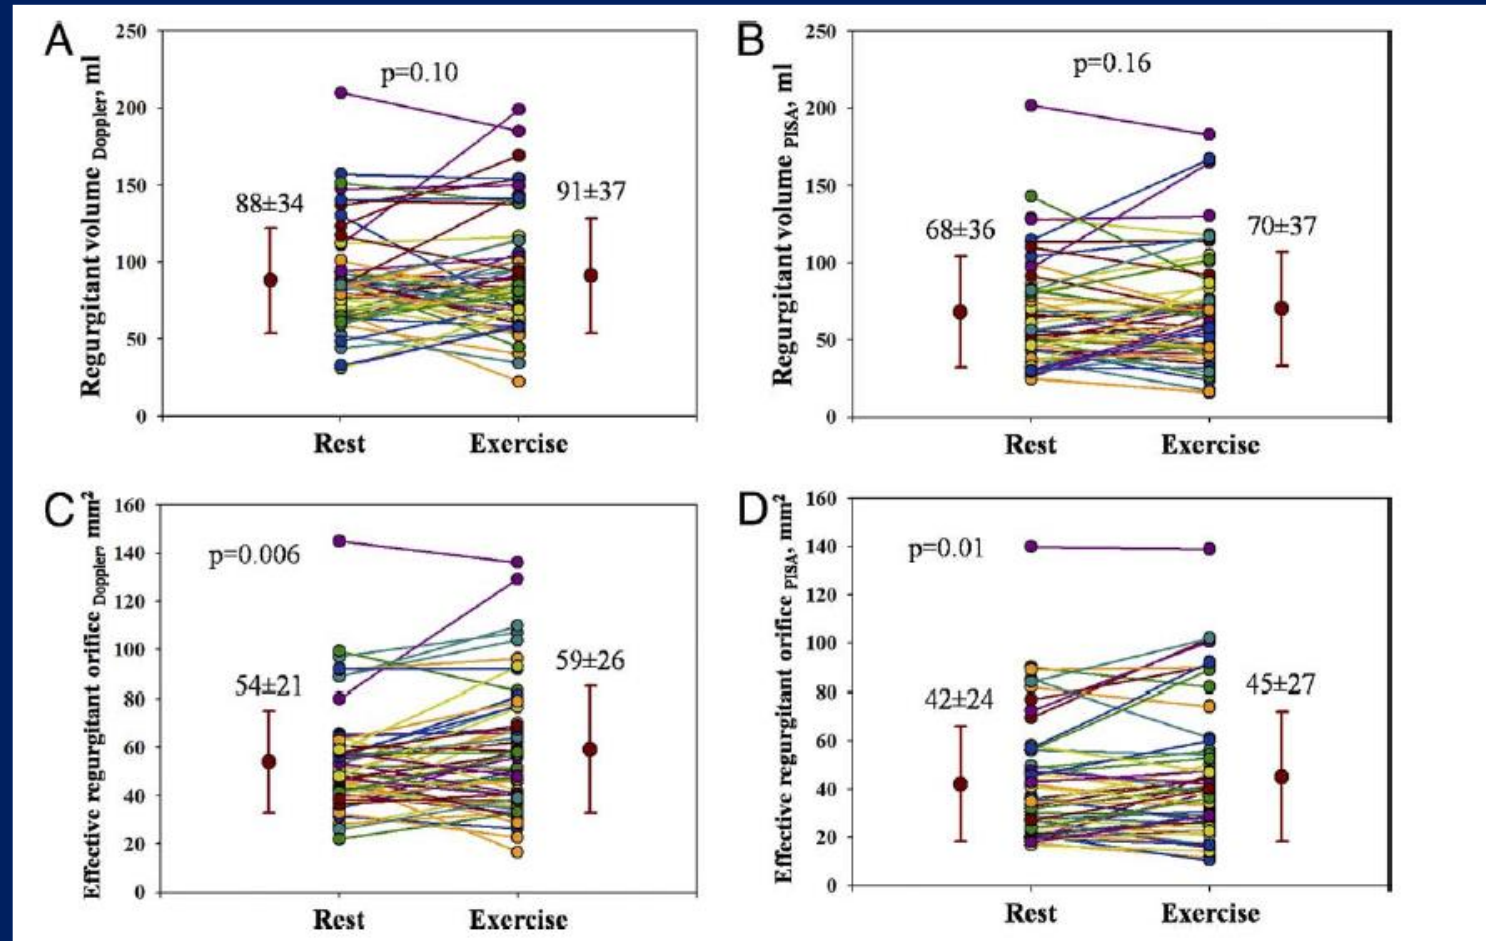 A
Regurgitant volume Doppler, ml
250
200
150
100
50
0
p=0.10
88±34
91±37
Rest
Exercise
B
Regurgitant volume PISA, ml
250
200
150
100
50
0
p=0.16
68±36
70±37
Rest
Exercise
C
Effective regurgitant orifice Doppler, mm²
160
140
120
100
80
60
40
20
0
p=0.006
54±21
59±26
Rest
Exercise
D
Effective regurgitant orifice PISA, mm²
160
140
120
100
80
60
40
20
0
p=0.01
42±24
45±27
Rest
Exercise